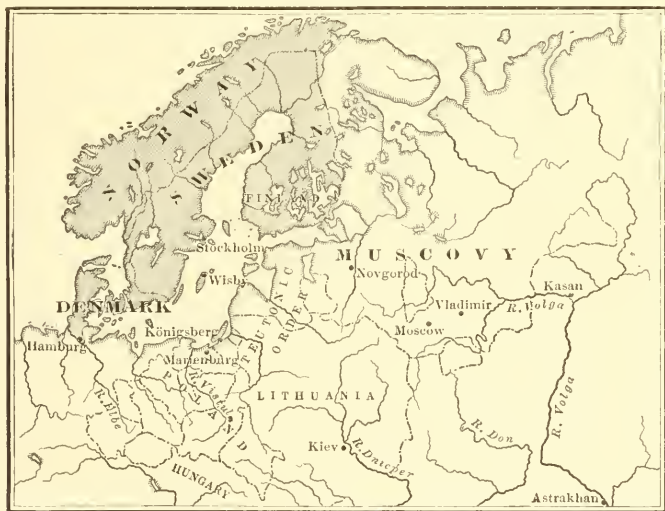 NORWAY
SWEDEN
FINLAND
Stockholm
MUSCOVY
Novgorod
Wisby
TEUTONIC
ORDER
DENMARK
Kasan
Vladimir
R. Volga
Königsberg
Moscow
Hamburg
Marienburg
POLAND
R. Vistula
LITHUANIA
R. Elbe
R. Volga
R. Don
Kiev
R. Dnieper
HUNGARY
Astrakhan